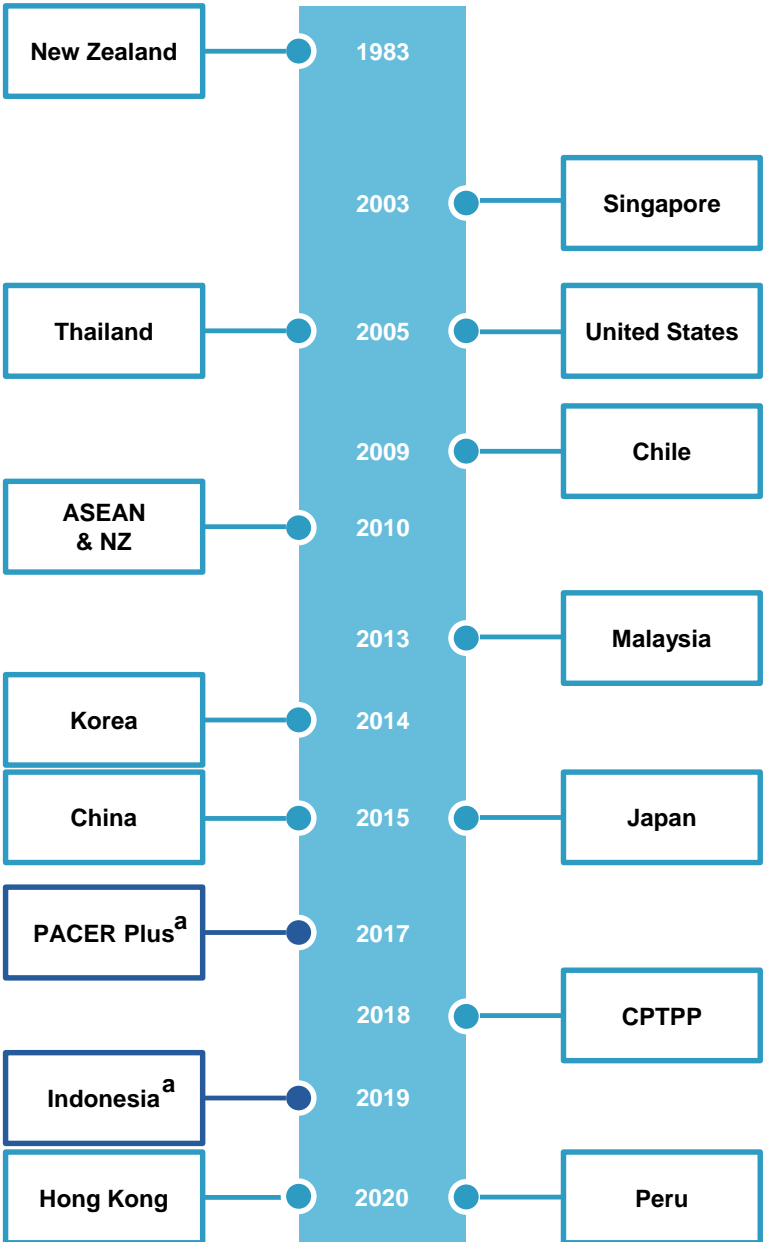 New Zealand
1983
2003
Singapore
Thailand
2005
United States
2009
Chile
ASEAN
& NZ
2010
2013
Malaysia
Korea
2014
China
2015
Japan
PACER Plusa
2017
2018
CPTPP
Indonesiaa
2019
Hong Kong
2020
Peru